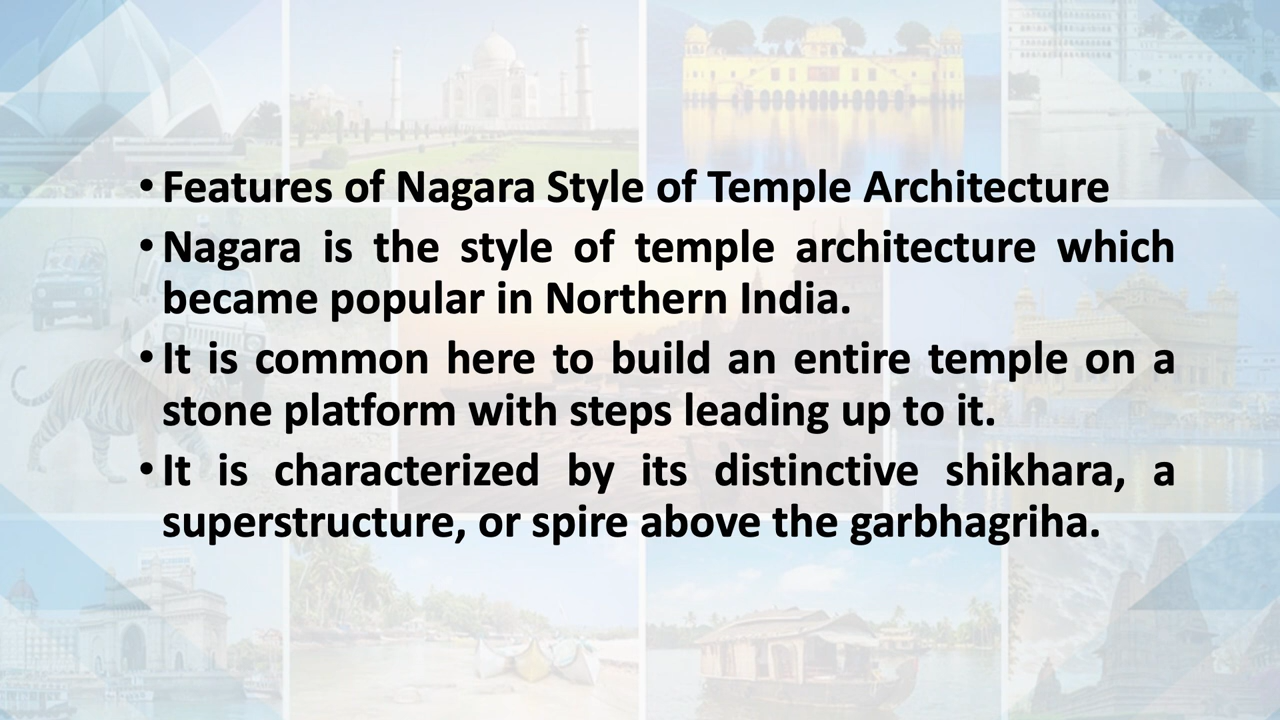 • Features of Nagara Style of Temple Architecture
• Nagara is the style of temple architecture which
became popular in Northern India.
• It is common here to build an entire temple on a
stone platform with steps leading up to it.
• It is characterized by its distinctive shikhara, a
superstructure, or spire above the garbhagriha.